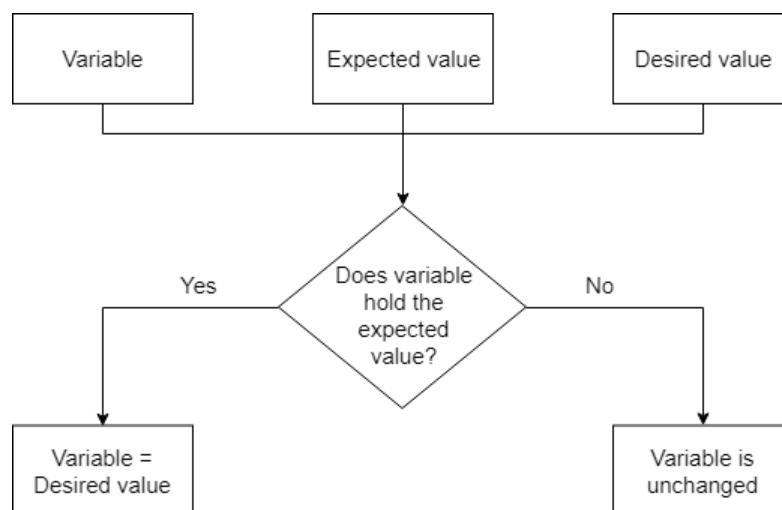 Variable
Expected value
Desired value
Does variable
hold the
expected
value?
Yes
No
Variable =
Desired value
Variable is
unchanged